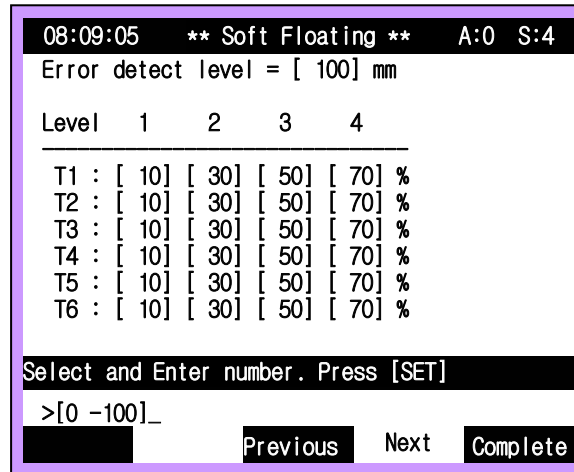 08:09:05 ** Soft Floating ** A:0 S:4
Error detect level = [ 100] mm
Level 1 2 3 4
T1 : [ 10] [ 30] [ 50] [ 70] %
T2 : [ 10] [ 30] [ 50] [ 70] %
T3 : [ 10] [ 30] [ 50] [ 70] %
T4 : [ 10] [ 30] [ 50] [ 70] %
T5 : [ 10] [ 30] [ 50] [ 70] %
T6 : [ 10] [ 30] [ 50] [ 70] %
Select and Enter number. Press [SET]
>[0 -100]_
Previous Next Complete